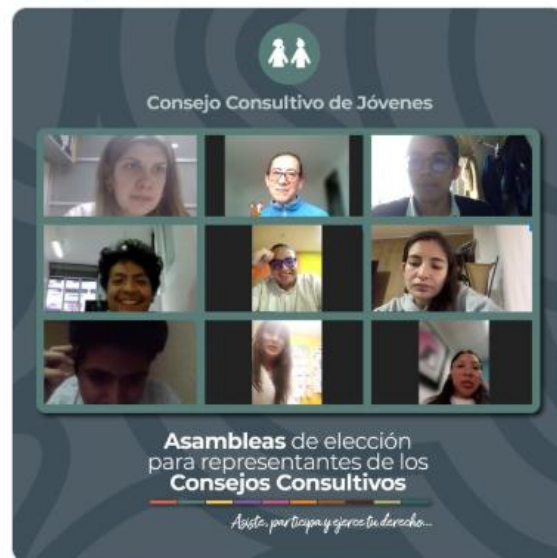 Consejo Consultivo de Jóvenes
Asambleas de elección
para representantes de los
Consejos Consultivos
Asiste, participa y ejerce tu derecho...